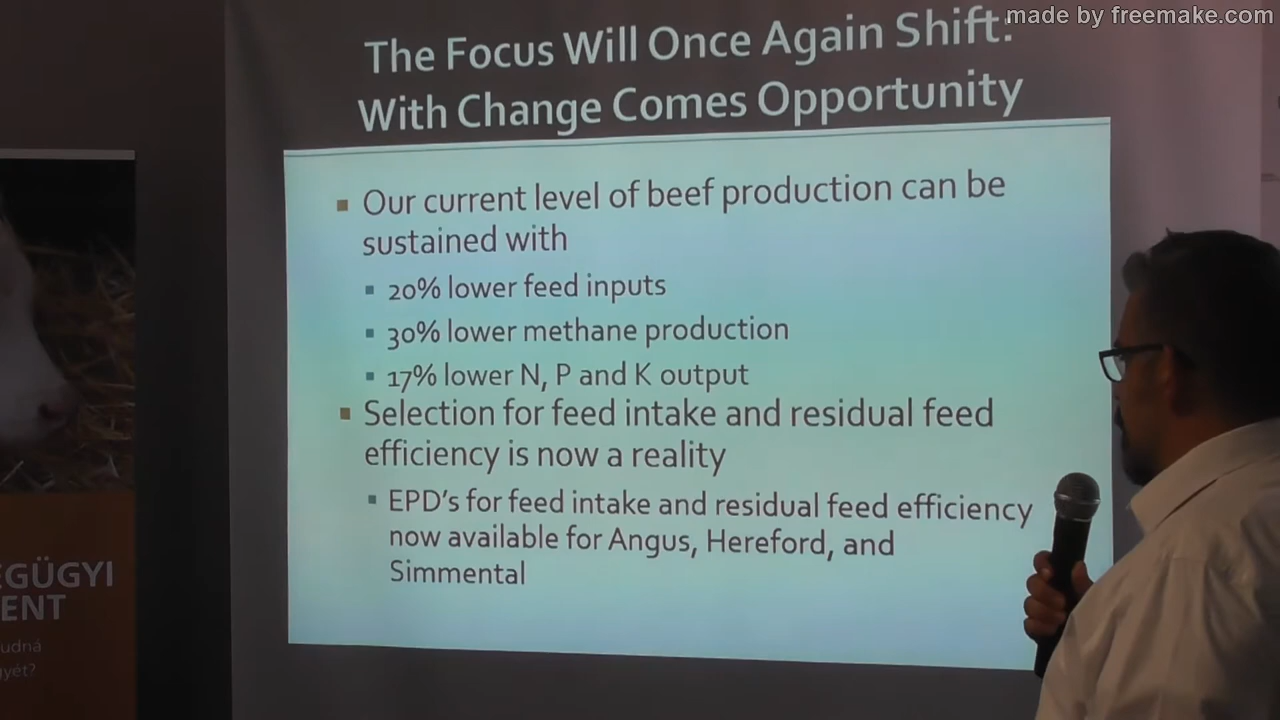 made by freemake.com
The Focus Will Once Again Shift:
With Change Comes Opportunity
Our current level of beef production can be
sustained with
20% lower feed inputs
30% lower methane production
17% lower N, P and K output
Selection for feed intake and residual feed
efficiency is now a reality
EPD's for feed intake and residual feed efficiency
now available for Angus, Hereford, and
Simmental
EGÜGYI
ENT
udná
gyét?